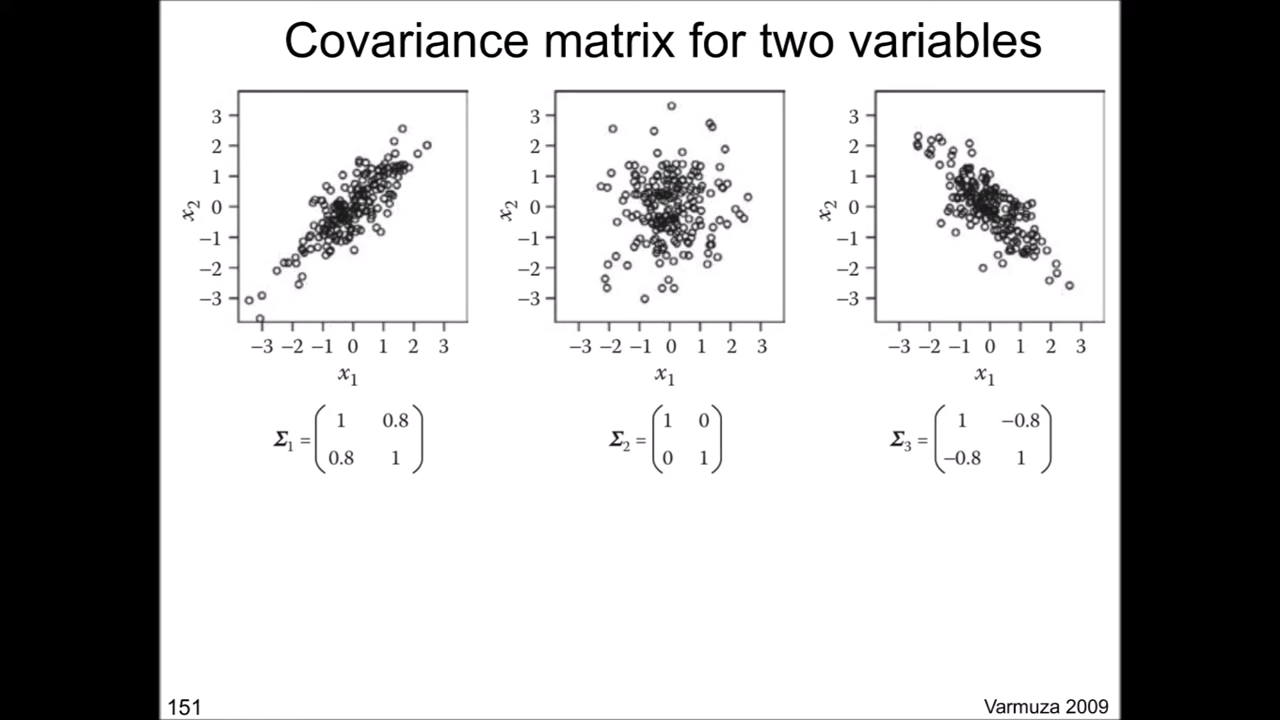 Covariance matrix for two variables
3
2
1
0
−1
−2
−3
x2
−3 −2 −1 0 1 2 3
x1
3
2
1
0
−1
−2
−3
x2
−3 −2 −1 0 1 2 3
x1
3
2
1
0
−1
−2
−3
x2
−3 −2 −1 0 1 2 3
x1
Σ1 = ( 1 0.8
0.8 1 )
Σ2 = ( 1 0
0 1 )
Σ3 = ( 1 −0.8
−0.8 1 )
151
Varmuza 2009